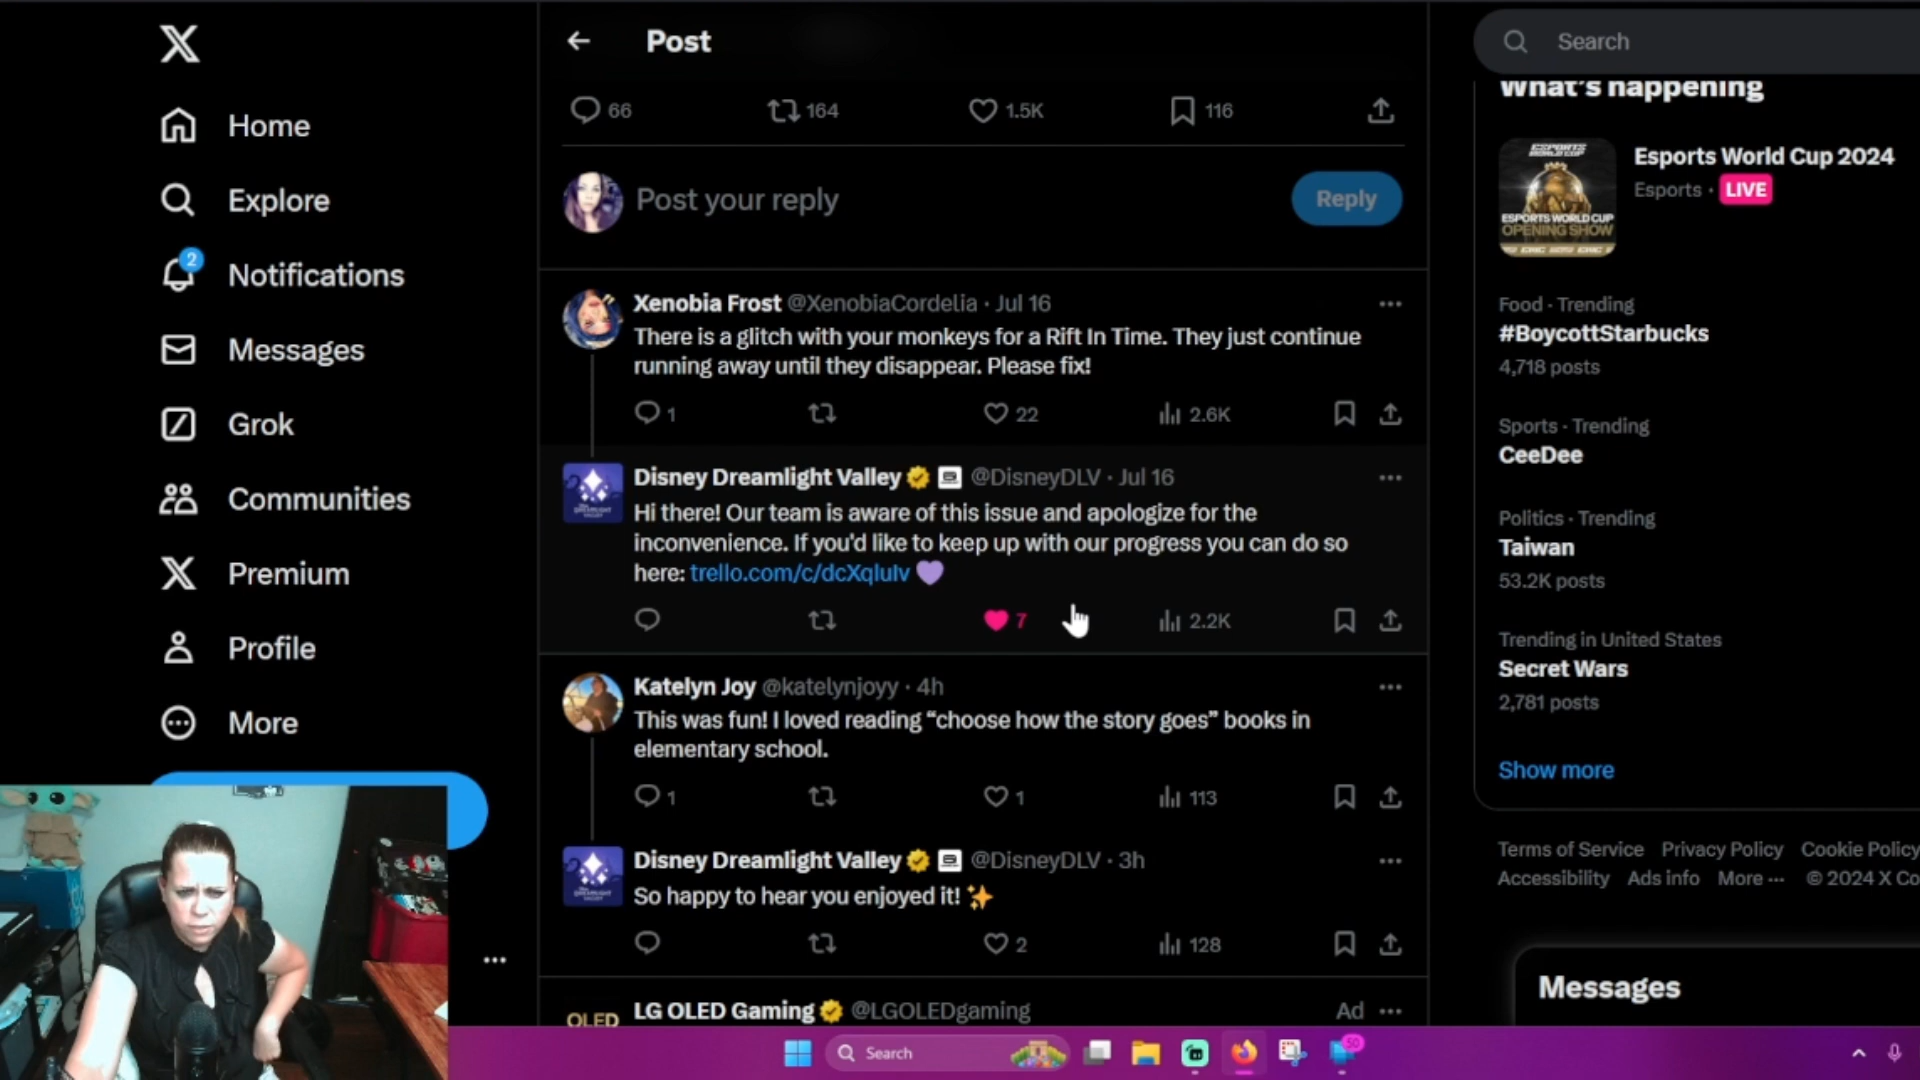 Post
Search
66 164 1.5K 116
What's happening
Home
Explore
2
Notifications
Messages
Grok
Communities
Premium
Profile
More
Post your reply
Reply
Xenobia Frost @XenobiaCordelia · Jul 16
There is a glitch with your monkeys for a Rift In Time. They just continue
running away until they disappear. Please fix!
1 22 2.6K
Disney Dreamlight Valley @DisneyDLV · Jul 16
Hi there! Our team is aware of this issue and apologize for the
inconvenience. If you'd like to keep up with our progress you can do so
here: trello.com/c/dcXqlulv 💜
7 2.2K
Katelyn Joy @katelynjoyy · 4h
This was fun! I loved reading “choose how the story goes” books in
elementary school.
1 1 113
Disney Dreamlight Valley @DisneyDLV · 3h
So happy to hear you enjoyed it! ✨
2 128
OLED
LG OLED Gaming @LGOLEDgaming Ad
ESPORTS
WORLD CUP
ESPORTS WORLD CUP
OPENING SHOW
Esports World Cup 2024
Esports · LIVE
Food · Trending
#BoycottStarbucks
4,718 posts
Sports · Trending
CeeDee
Politics · Trending
Taiwan
53.2K posts
Trending in United States
Secret Wars
2,781 posts
Show more
Terms of Service Privacy Policy Cookie Policy
Accessibility Ads info More ··· © 2024 X Co
Messages
Search
50